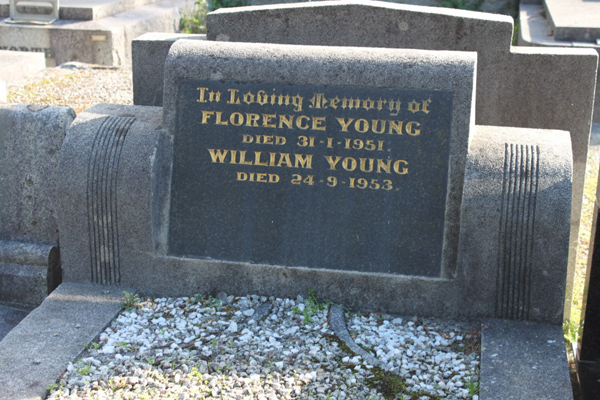 In Loving Memory of
FLORENCE YOUNG
DIED 31-1-1951.
WILLIAM YOUNG
DIED 24-9-1953.